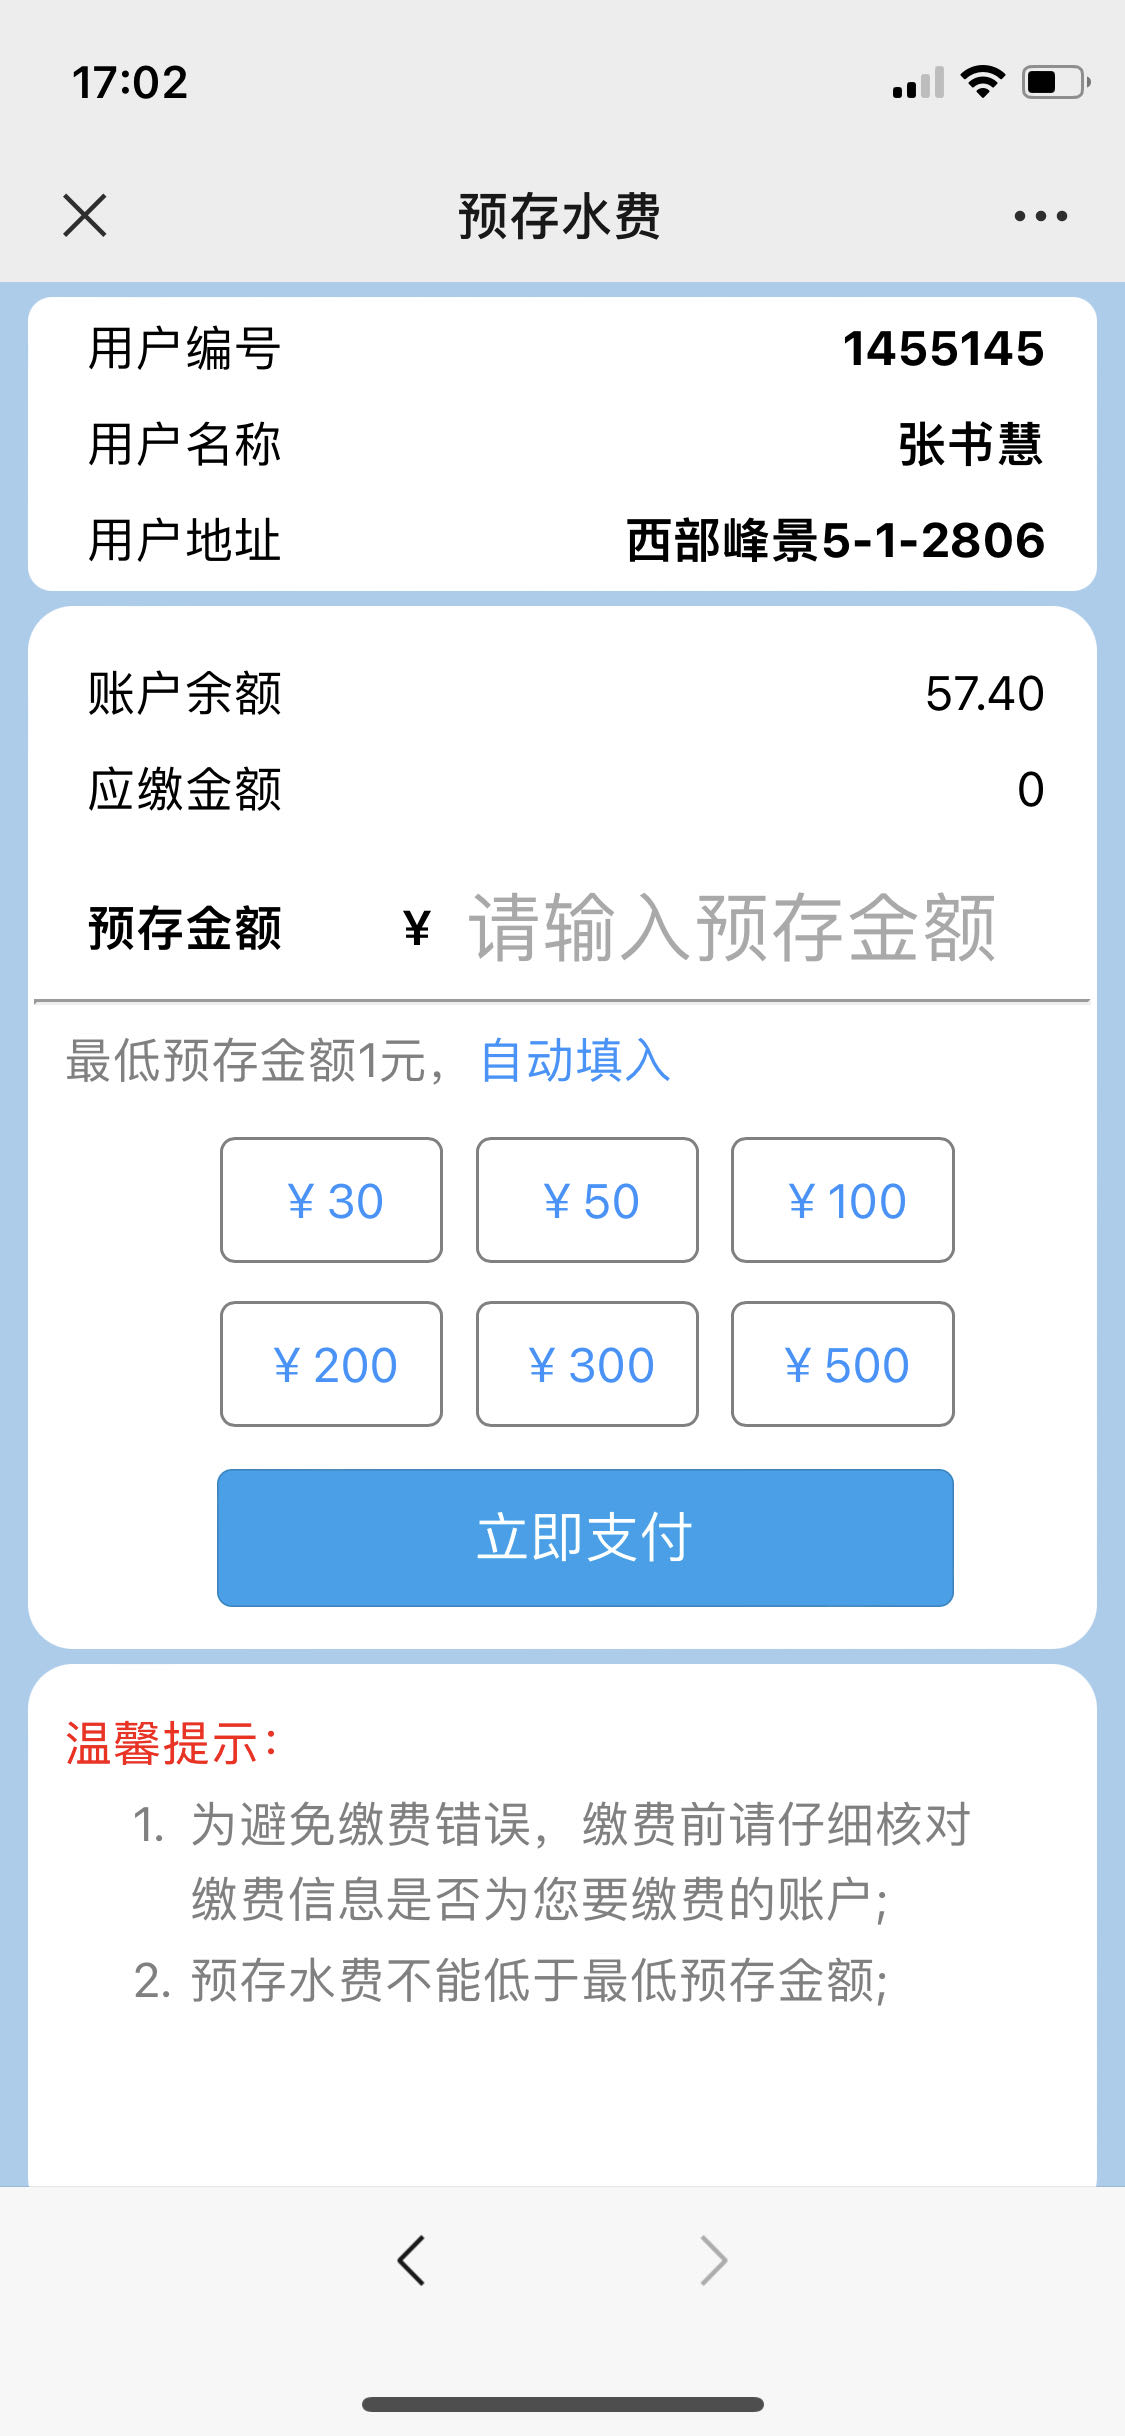 17:02
预存水费
用户编号 1455145
用户名称 张书慧
用户地址 西部峰景5-1-2806
账户余额 57.40
应缴金额 0
预存金额 ¥ 请输入预存金额
最低预存金额1元，自动填入
¥ 30 ¥ 50 ¥ 100
¥ 200 ¥ 300 ¥ 500
立即支付
温馨提示：
1. 为避免缴费错误，缴费前请仔细核对
缴费信息是否为您要缴费的账户;
2. 预存水费不能低于最低预存金额;